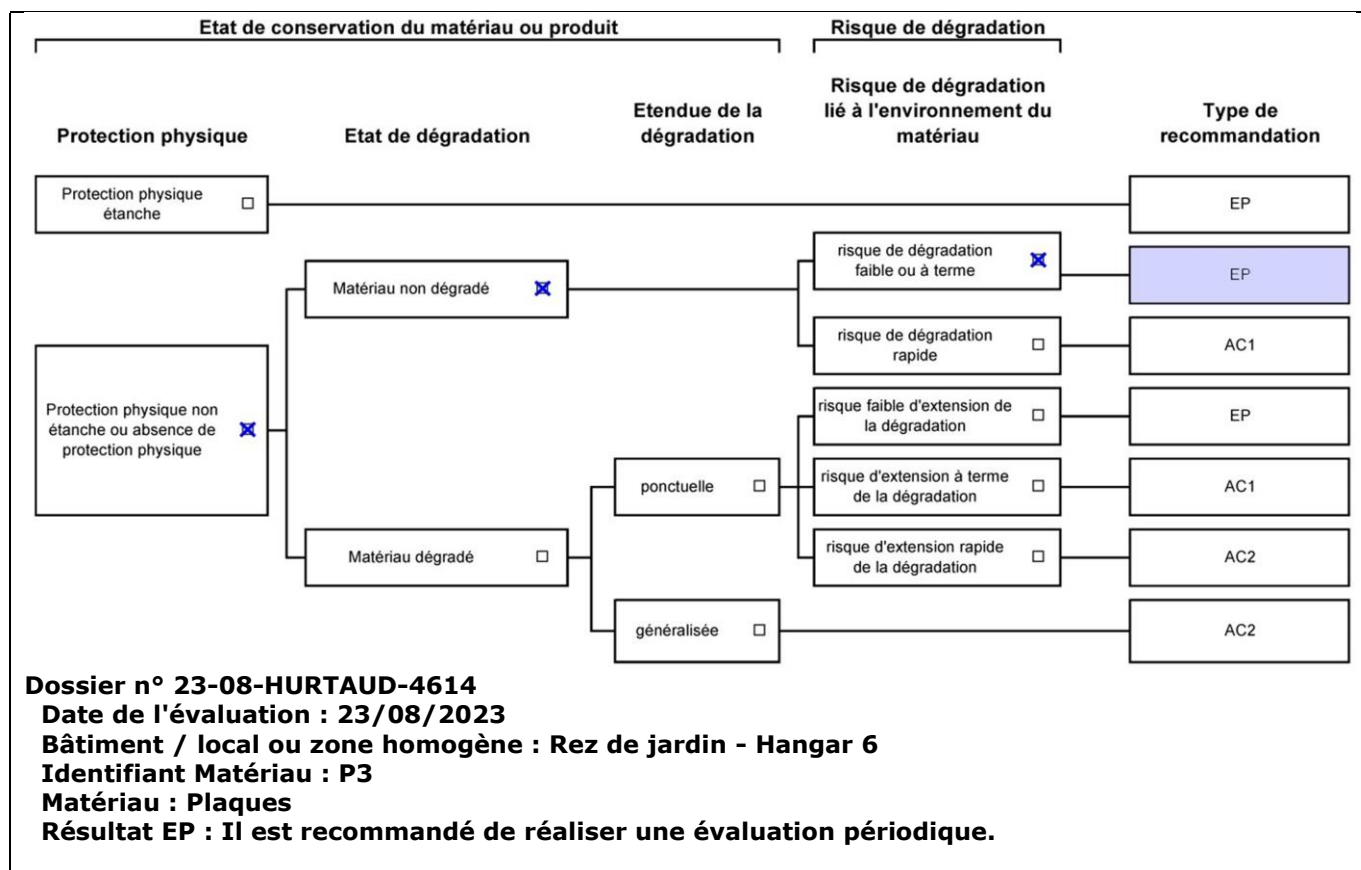 Etat de conservation du matériau ou produit
Risque de dégradation
Protection physique
Etat de dégradation
Etendue de la
dégradation
Risque de dégradation
lié à l'environnement du
matériau
Type de
recommandation
Protection physique
étanche
EP
risque de dégradation
faible ou à terme
EP
Matériau non dégradé
risque de dégradation
rapide
AC1
Protection physique non
étanche ou absence de
protection physique
risque faible d'extension de
la dégradation
EP
ponctuelle
risque d'extension à terme
de la dégradation
AC1
Matériau dégradé
risque d'extension rapide
de la dégradation
AC2
généralisée
AC2
Dossier n° 23-08-HURTAUD-4614
Date de l'évaluation : 23/08/2023
Bâtiment / local ou zone homogène : Rez de jardin - Hangar 6
Identifiant Matériau : P3
Matériau : Plaques
Résultat EP : Il est recommandé de réaliser une évaluation périodique.